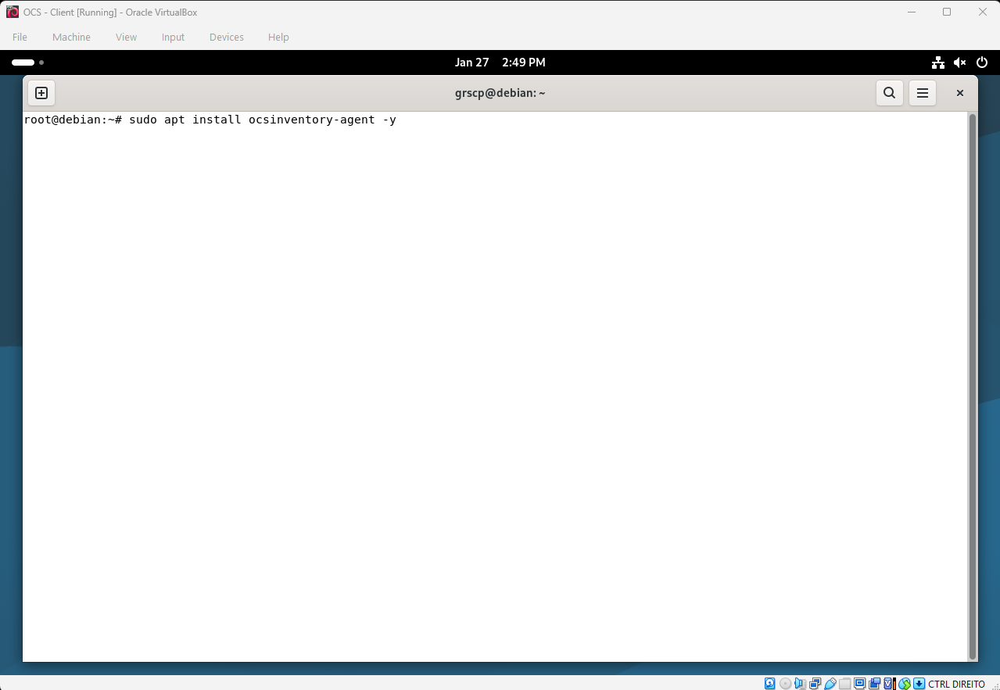 OCS - Client [Running] - Oracle VirtualBox
File Machine View Input Devices Help
Jan 27 2:49 PM
grscp@debian: ~
root@debian:~# sudo apt install ocsinventory-agent -y
CTRL DIREITO